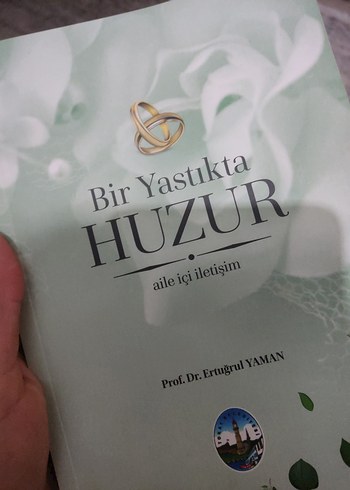 Bir Yastıkta
HUZUR
aile içi iletişim
Prof. Dr. Ertuğrul YAMAN